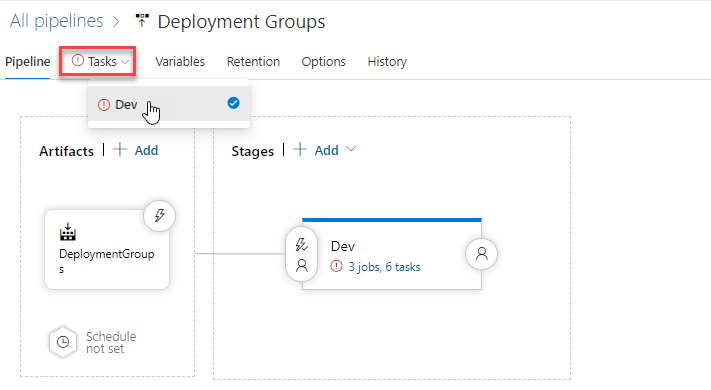 All pipelines > Deployment Groups
Pipeline Tasks Variables Retention Options History
Dev
Artifacts | + Add
Stages | + Add
DeploymentGroup
s
Dev
3 jobs, 6 tasks
Schedule
not set